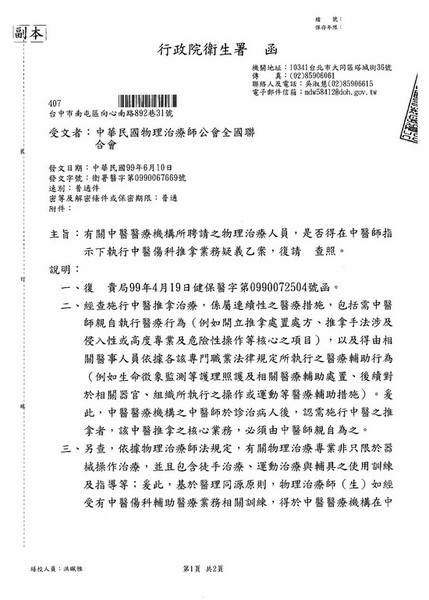 檔　號：
保存年限：
副本
行政院衛生署　函
機關地址：10341台北市大同區塔城街36號
傳　真：(02)85906061
聯絡人及電話：吳淑慧(02)85906615
電子郵件信箱：mdw58412@doh.gov.tw
407
台中市南屯區向心南路892巷31號
受文者：中華民國物理治療師公會全國聯
合會
發文日期：中華民國99年6月10日
發文字號：衛署醫字第0990067669號
速別：普通件
密等及解密條件或保密期限：普通
附件：
主旨：有關中醫醫療機構所聘請之物理治療人員，是否得在中醫師指
示下執行中醫傷科推拿業務疑義乙案，復請　查照。
說明：
一、復　貴局99年4月19日健保醫字第0990072504號函。
二、經查施行中醫推拿治療，係屬連續性之醫療措施，包括需中醫
師親自執行醫療行為（例如開立推拿處置處方、推拿手法涉及
侵入性或高度專業及危險性操作等核心之項目），以及得由相
關醫事人員依據各該專門職業法律規定所執行之醫療輔助行為
（例如生命徵象監測等護理照護及相關醫療輔助處置、後續對
於相關器官、組織所執行之操作或運動等醫療輔助措施）。爰
此，中醫醫療機構之中醫師於診治病人後，認需施行中醫之推
拿者，該中醫推拿之核心業務，必須由中醫師親自為之。
三、另查，依據物理治療師法規定，有關物理治療專業非只限於器
械操作治療，並且包含徒手治療、運動治療與輔具之使用訓練
及指導等；爰此，基於醫理同源原則，物理治療師（生）如經
受有中醫傷科輔助醫療業務相關訓練，得於中醫醫療機構在中
裝
訂
線
繕校人員：洪珮雅
第1頁　共2頁